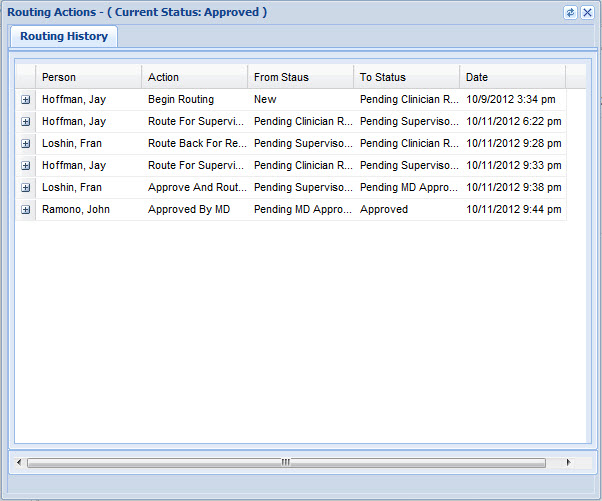 Routing Actions - ( Current Status: Approved )
Routing History
Person Action From Staus To Status Date
Hoffman, Jay Begin Routing New Pending Clinician R... 10/9/2012 3:34 pm
Hoffman, Jay Route For Supervi... Pending Clinician R... Pending Superviso... 10/11/2012 6:22 pm
Loshin, Fran Route Back For Re... Pending Superviso... Pending Clinician R... 10/11/2012 9:28 pm
Hoffman, Jay Route For Supervi... Pending Clinician R... Pending Superviso... 10/11/2012 9:33 pm
Loshin, Fran Approve And Rout... Pending Superviso... Pending MD Appro... 10/11/2012 9:38 pm
Ramono, John Approved By MD Pending MD Appro... Approved 10/11/2012 9:44 pm